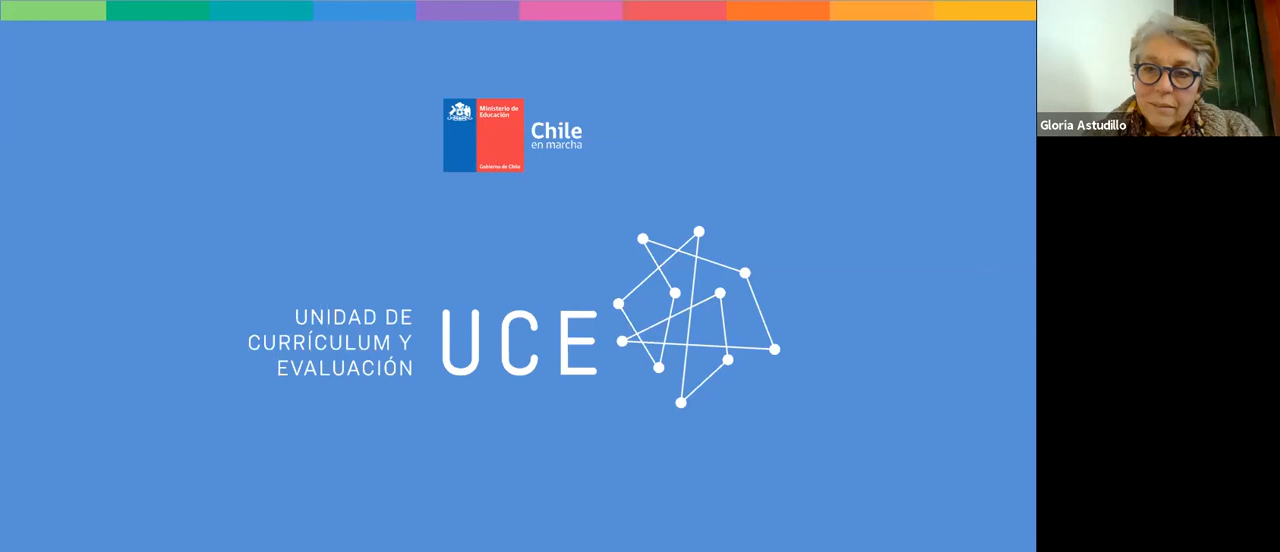 Ministerio de
Educación
Gobierno de Chile
Chile
en marcha
UNIDAD DE
CURRÍCULUM Y
EVALUACIÓN
UCE
Gloria Astudillo